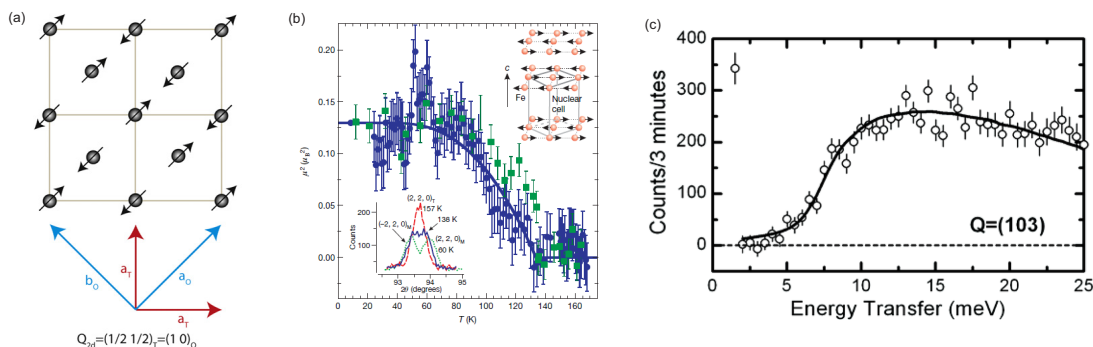 (a)
b_O
a_T
a_O
a_T
Q_2d=(1/2 1/2)_T=(1 0)_O
(b)
0.20
0.15
0.10
0.05
0.00
μ² (μ_B²)
0 20 40 60 80 100 120 140 160
T (K)
c
Fe
Nuclear
cell
(2, 2, 0)_T
157 K
138 K
(−2, 2, 0)_M
(2, 2, 0)_M
60 K
200
100
Counts
93 94 95
2θ (degrees)
(c)
400
300
200
100
0
Counts/3 minutes
Q=(103)
0 5 10 15 20 25
Energy Transfer (meV)